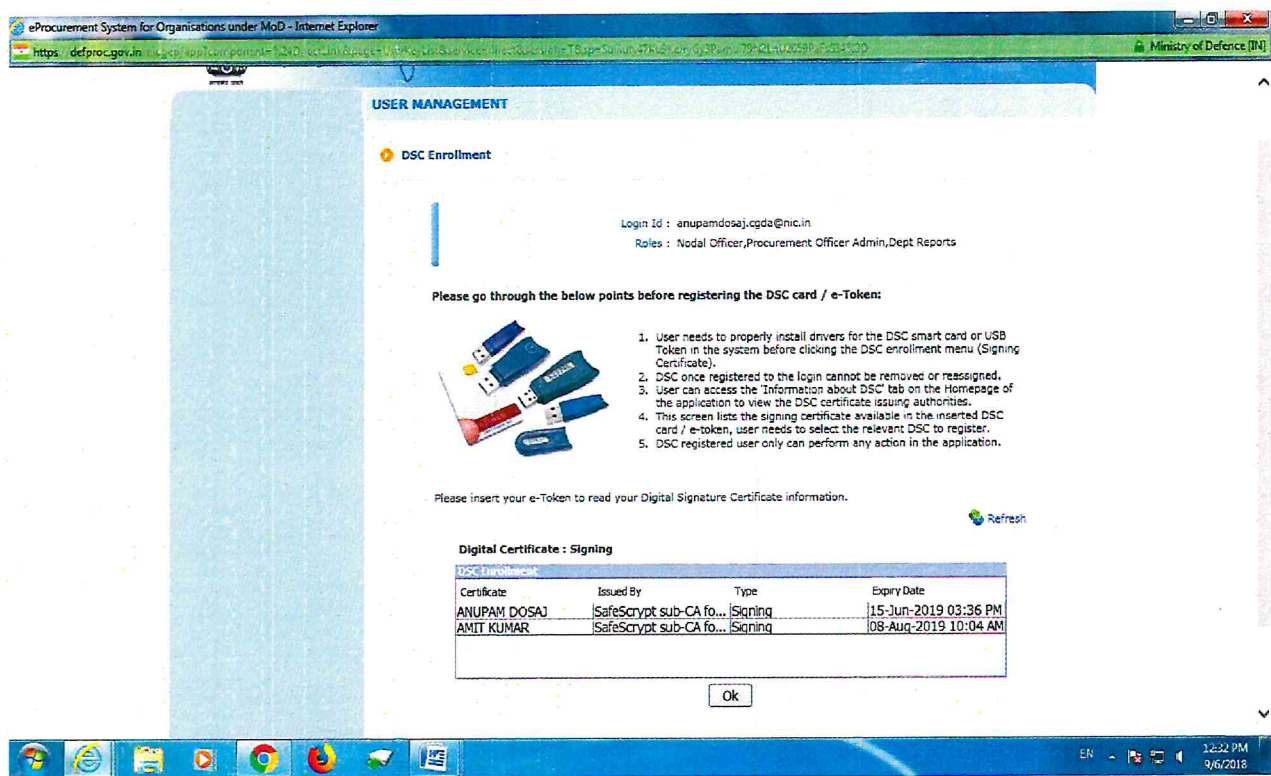 eProcurement System for Organisations under MoD - Internet Explorer
https defproc.gov.in
Ministry of Defence [IN]
USER MANAGEMENT
DSC Enrollment
Login Id : anupamdosaj.cgda@nic.in
Roles : Nodal Officer,Procurement Officer Admin,Dept Reports
Please go through the below points before registering the DSC card / e-Token:
1. User needs to properly install drivers for the DSC smart card or USB
Token in the system before clicking the DSC enrollment menu (Signing
Certificate).
2. DSC once registered to the login cannot be removed or reassigned.
3. User can access the 'Information about DSC' tab on the Homepage of
the application to view the DSC certificate issuing authorities.
4. This screen lists the signing certificate available in the inserted DSC
card / e-token, user needs to select the relevant DSC to register.
5. DSC registered user only can perform any action in the application.
Please insert your e-Token to read your Digital Signature Certificate information.
Refresh
Digital Certificate : Signing
DSC Enrollment
Certificate Issued By Type Expiry Date
ANUPAM DOSAJ SafeScrypt sub-CA fo... Signing 15-Jun-2019 03:36 PM
AMIT KUMAR SafeScrypt sub-CA fo... Signing 08-Aug-2019 10:04 AM
Ok
EN
12:32 PM
9/6/2018